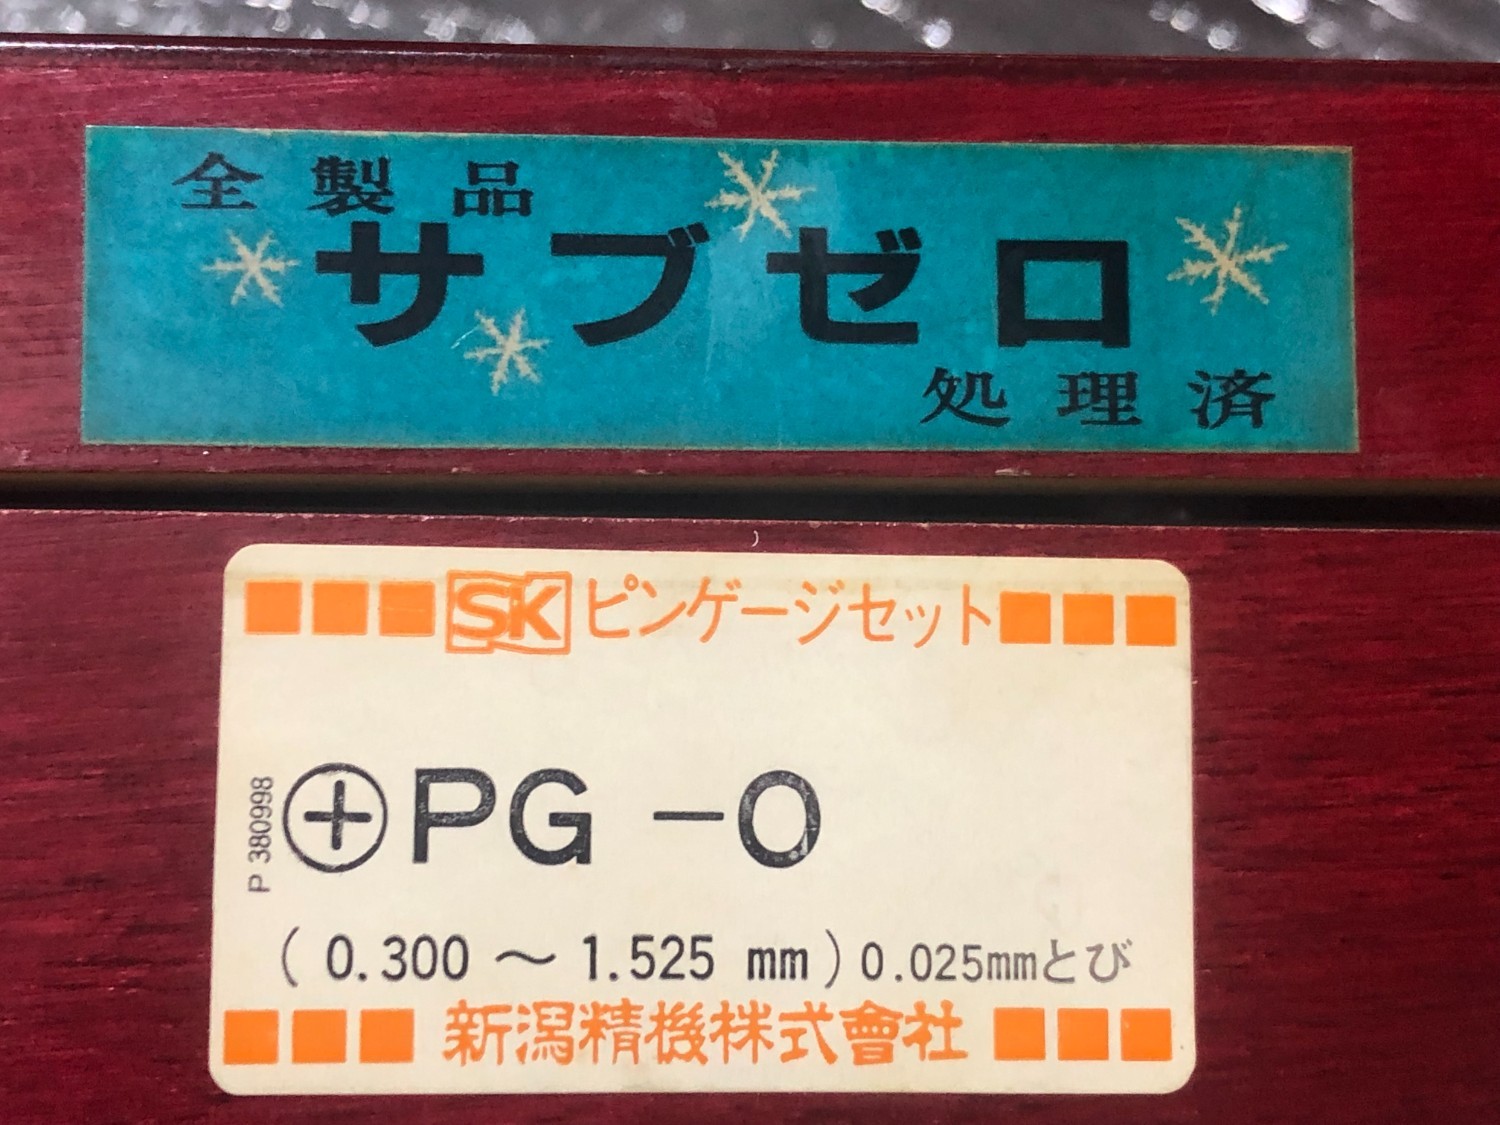 全製品
サブゼロ
処理済
SK ピンゲージセット
P 380998
⊕PG -0
( 0.300 ～ 1.525 mm ) 0.025mmとび
新潟精機株式會社